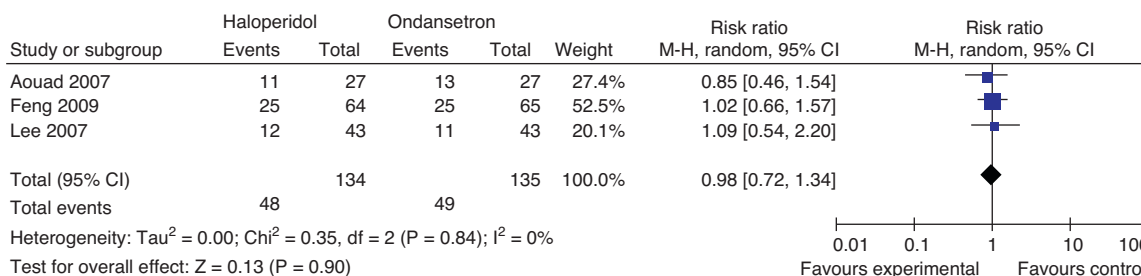 Haloperidol Ondansetron Risk ratio Risk ratio
Study or subgroup Events Total Events Total Weight M-H, random, 95% CI M-H, random, 95% CI
Aouad 2007 11 27 13 27 27.4% 0.85 [0.46, 1.54]
Feng 2009 25 64 25 65 52.5% 1.02 [0.66, 1.57]
Lee 2007 12 43 11 43 20.1% 1.09 [0.54, 2.20]
Total (95% CI) 134 135 100.0% 0.98 [0.72, 1.34]
Total events 48 49
Heterogeneity: Tau² = 0.00; Chi² = 0.35, df = 2 (P = 0.84); I² = 0%
Test for overall effect: Z = 0.13 (P = 0.90)
0.01 0.1 1 10 100
Favours experimental Favours control